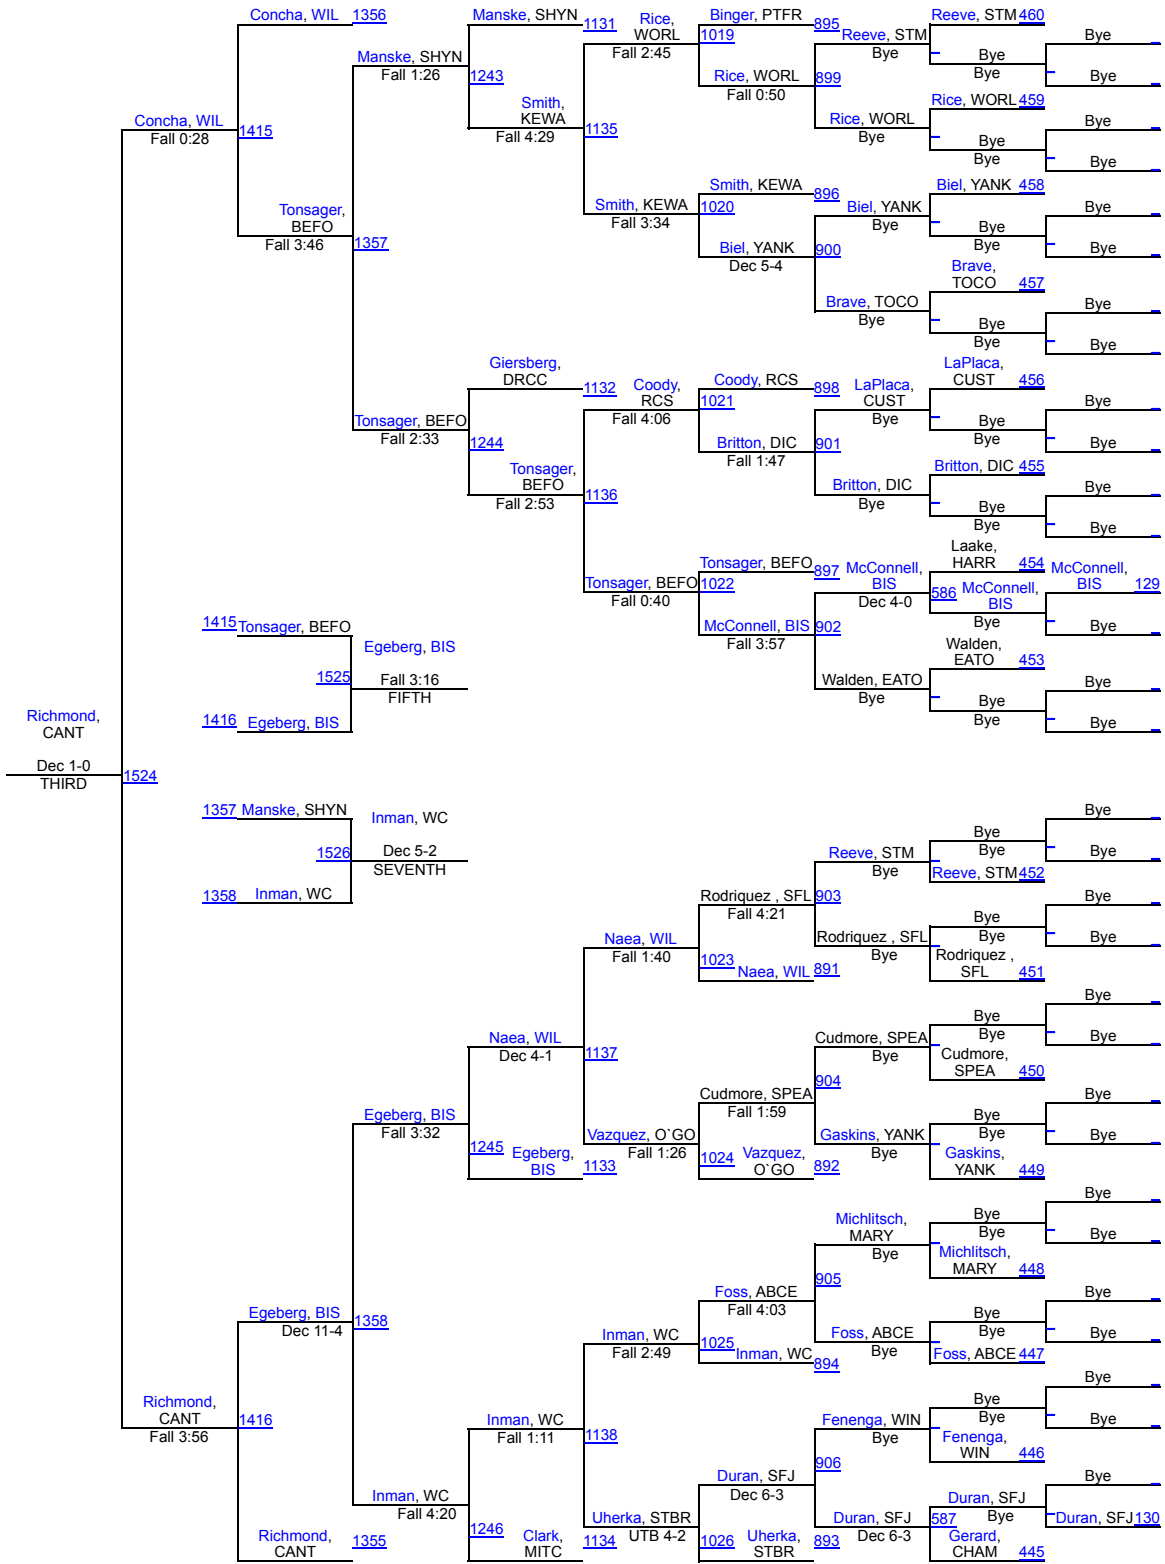 Concha, WIL 1356
Manske, SHYN
1131
Rice,
WORL
Fall 2:45
Binger, PTFR
895
1019
Reeve, STM
Bye
Reeve, STM 460
Bye
Bye
Bye
Bye
Manske, SHYN
Fall 1:26
1243
Rice, WORL
Fall 0:50
899
Smith,
KEWA
Fall 4:29
1135
Rice, WORL 459
Rice, WORL
Bye
Bye
Bye
Bye
Bye
Concha, WIL
Fall 0:28
1415
Smith, KEWA
896
Smith, KEWA
Fall 3:34
1020
Biel, YANK 458
Biel, YANK
Bye
Bye
Bye
Bye
Bye
Tonsager,
BEFO
Fall 3:46
1357
Biel, YANK
Dec 5-4
900
Brave,
TOCO 457
Brave, TOCO
Bye
Bye
Bye
Bye
Bye
Giersberg,
DRCC
1132
Coody,
RCS
Fall 4:06
Coody, RCS
898
1021
LaPlaca,
CUST
Bye
LaPlaca,
CUST 456
Bye
Bye
Bye
Bye
Tonsager, BEFO
Fall 2:33
1244
Britton, DIC
Fall 1:47
901
Tonsager,
BEFO
Fall 2:53
1136
Britton, DIC 455
Britton, DIC
Bye
Bye
Bye
Bye
Bye
Tonsager, BEFO
897
Tonsager, BEFO
Fall 0:40
1022
McConnell,
BIS
Dec 4-0
Laake,
HARR 454
586
McConnell,
BIS
Bye
McConnell,
BIS 129
1415 Tonsager, BEFO
Egeberg, BIS
McConnell, BIS
Fall 3:57
902
Walden,
EATO 453
Walden, EATO
Bye
Bye
Bye
Bye
Bye
1525
Fall 3:16
FIFTH
1416 Egeberg, BIS
Richmond,
CANT
Dec 1-0
THIRD
1524
1357 Manske, SHYN
Inman, WC
1526
Dec 5-2
SEVENTH
1358 Inman, WC
Bye
Bye
Bye
Bye
Reeve, STM
Bye
Reeve, STM 452
Rodriquez , SFL
Fall 4:21
903
Bye
Bye
Bye
Bye
Rodriquez , SFL
Bye
Rodriquez ,
SFL 451
Naea, WIL
Fall 1:40
1023
Naea, WIL 891
Bye
Bye
Bye
Bye
Cudmore, SPEA
Bye
Cudmore,
SPEA 450
Naea, WIL
Dec 4-1
1137
Cudmore, SPEA
Fall 1:59
904
Bye
Bye
Bye
Bye
Gaskins, YANK
Bye
Gaskins,
YANK 449
Egeberg, BIS
Fall 3:32
1245
Egeberg,
BIS
1133
Vazquez, O`GO
Fall 1:26
1024
Vazquez,
O`GO
892
Bye
Bye
Bye
Bye
Michlitsch,
MARY
Bye
Michlitsch,
MARY 448
905
Foss, ABCE
Fall 4:03
Bye
Bye
Bye
Bye
Foss, ABCE
Bye
Foss, ABCE 447
Egeberg, BIS
Dec 11-4
1358
Inman, WC
Fall 2:49
1025
Inman, WC
894
Bye
Bye
Bye
Bye
Richmond,
CANT
Fall 3:56
1416
Inman, WC
Fall 1:11
1138
Fenenga, WIN
Bye
Fenenga,
WIN 446
906
Duran, SFJ
Dec 6-3
Bye
Duran, SFJ
Bye
Duran, SFJ 130
Inman, WC
Fall 4:20
1246
Clark,
MITC
1134
Uherka, STBR
UTB 4-2
1026
Uherka,
STBR
893
Duran, SFJ
Dec 6-3
587
Gerard,
CHAM 445
Richmond,
CANT
1355